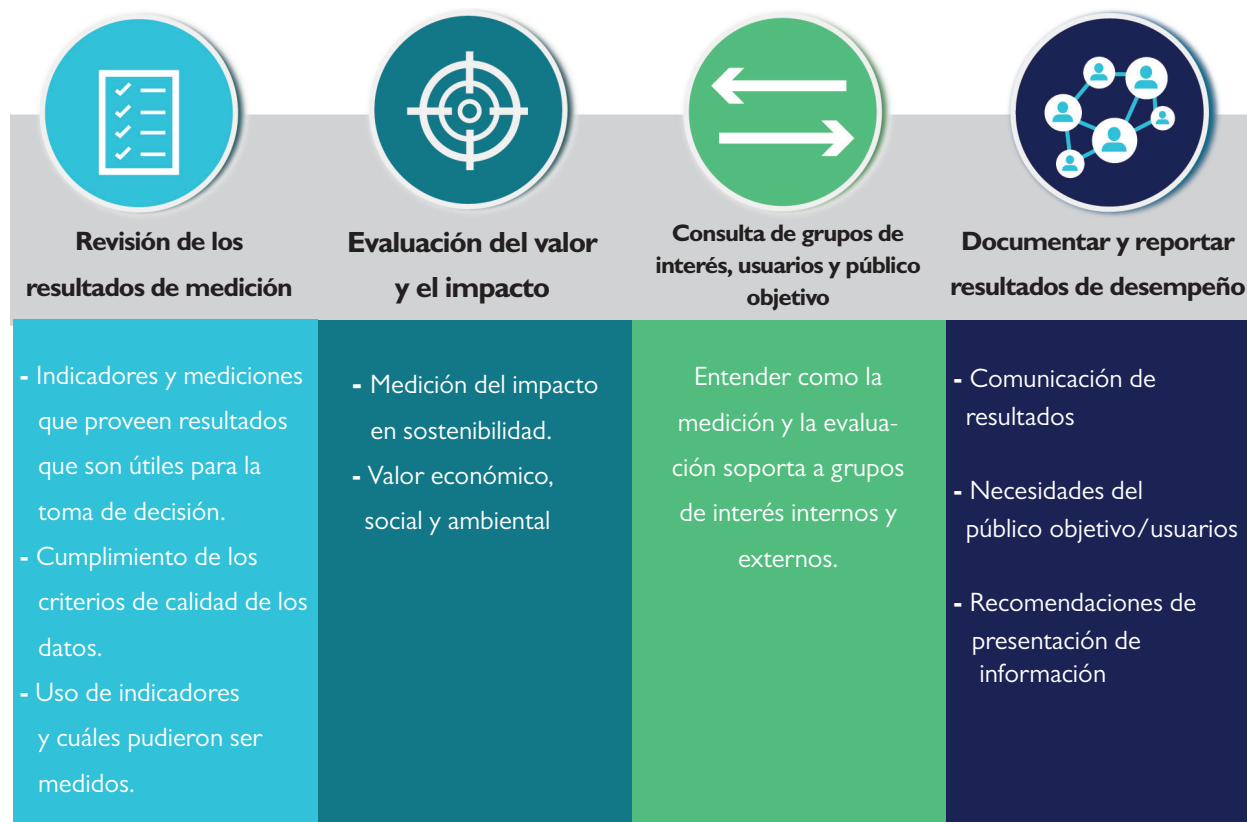 Revisión de los
resultados de medición
- Indicadores y mediciones
que proveen resultados
que son útiles para la
toma de decisión.
- Cumplimiento de los
criterios de calidad de los
datos.
- Uso de indicadores
y cuáles pudieron ser
medidos.
Evaluación del valor
y el impacto
- Medición del impacto
en sostenibilidad.
- Valor económico,
social y ambiental
Consulta de grupos de
interés, usuarios y público
objetivo
Entender como la
medición y la evalua-
ción soporta a grupos
de interés internos y
externos.
Documentar y reportar
resultados de desempeño
- Comunicación de
resultados
- Necesidades del
público objetivo/usuarios
- Recomendaciones de
presentación de
información